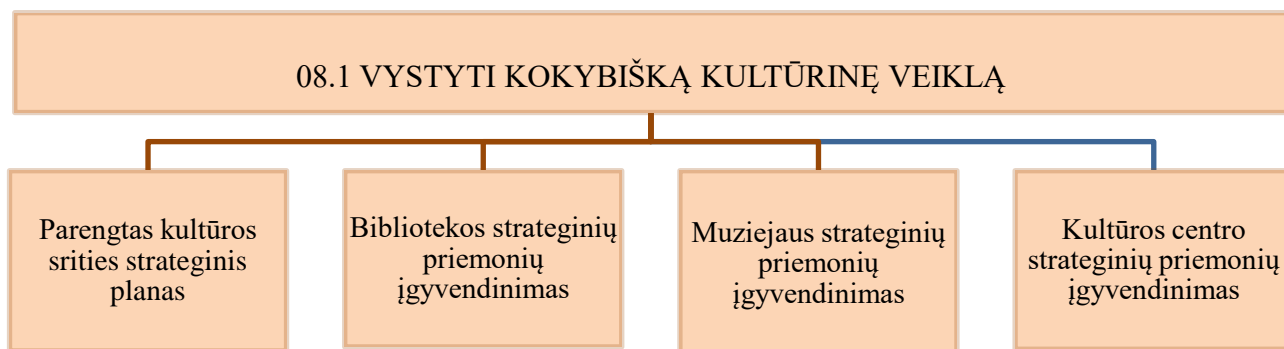 08.1 VYSTYTI KOKYBIŠKĄ KULTŪRINĘ VEIKLĄ
Parengtas kultūros
srities strateginis
planas
Bibliotekos strateginių
priemonių
įgyvendinimas
Muziejaus strateginių
priemonių
įgyvendinimas
Kultūros centro
strateginių priemonių
įgyvendinimas